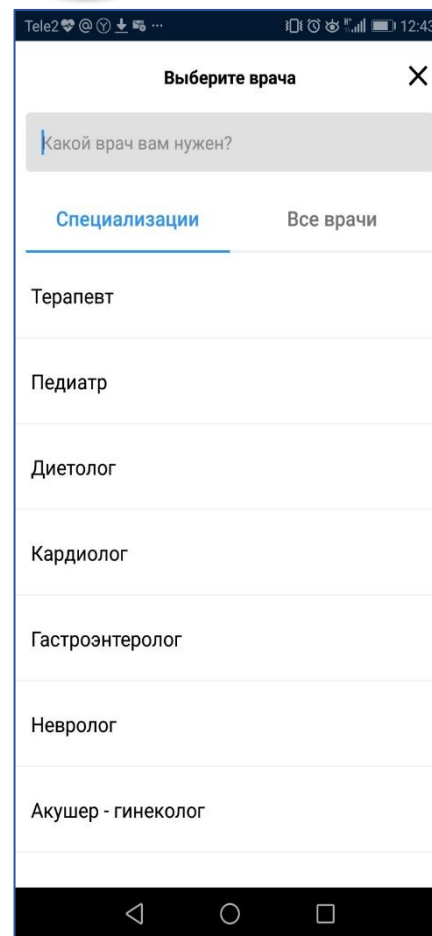 Tele2 12:43
Выберите врача
Какой врач вам нужен?
Специализации Все врачи
Терапевт
Педиатр
Диетолог
Кардиолог
Гастроэнтеролог
Невролог
Акушер - гинеколог